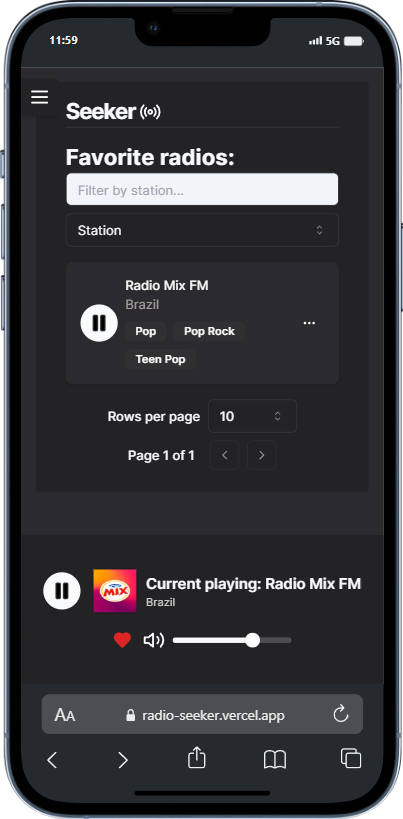 11:59 5G
Seeker
Favorite radios:
Filter by station...
Station
Radio Mix FM
Brazil
Pop Pop Rock
Teen Pop
...
Rows per page 10
Page 1 of 1
MIX Current playing: Radio Mix FM
Brazil
AA radio-seeker.vercel.app